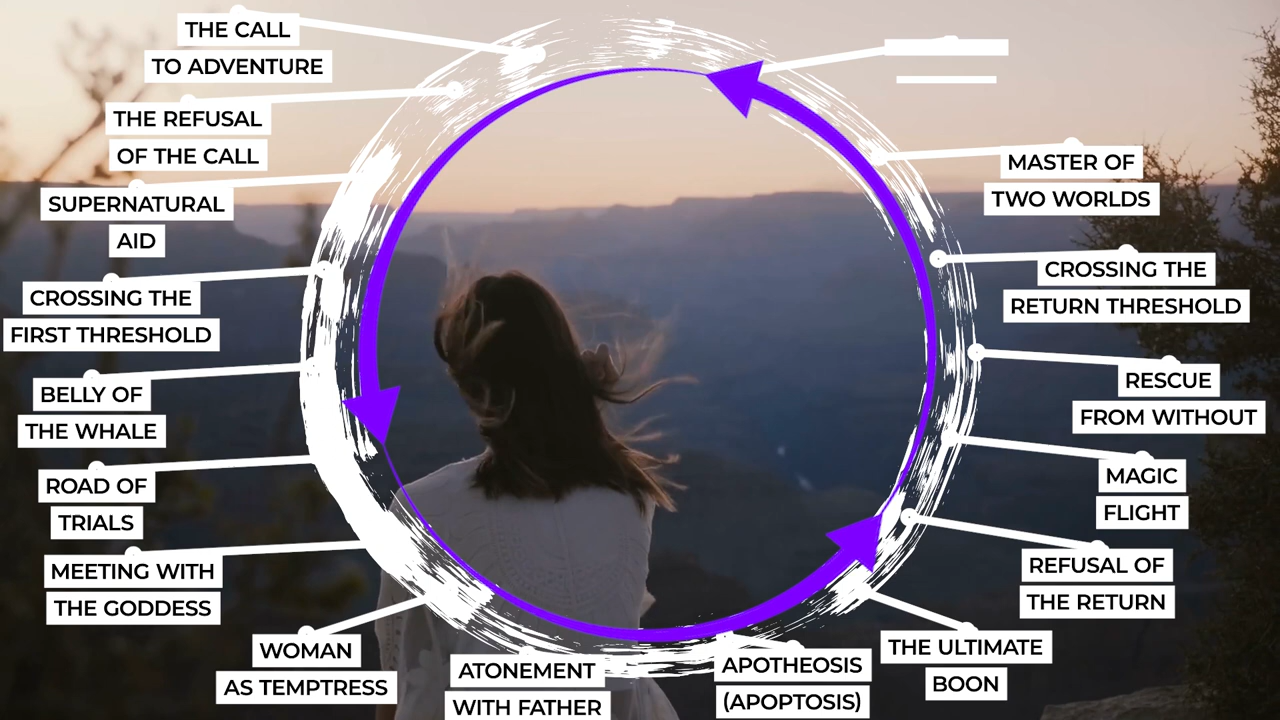 THE CALL
TO ADVENTURE
THE REFUSAL
OF THE CALL
SUPERNATURAL
AID
CROSSING THE
FIRST THRESHOLD
BELLY OF
THE WHALE
ROAD OF
TRIALS
MEETING WITH
THE GODDESS
WOMAN
AS TEMPTRESS
ATONEMENT
WITH FATHER
APOTHEOSIS
(APOPTOSIS)
THE ULTIMATE
BOON
REFUSAL OF
THE RETURN
MAGIC
FLIGHT
RESCUE
FROM WITHOUT
CROSSING THE
RETURN THRESHOLD
MASTER OF
TWO WORLDS